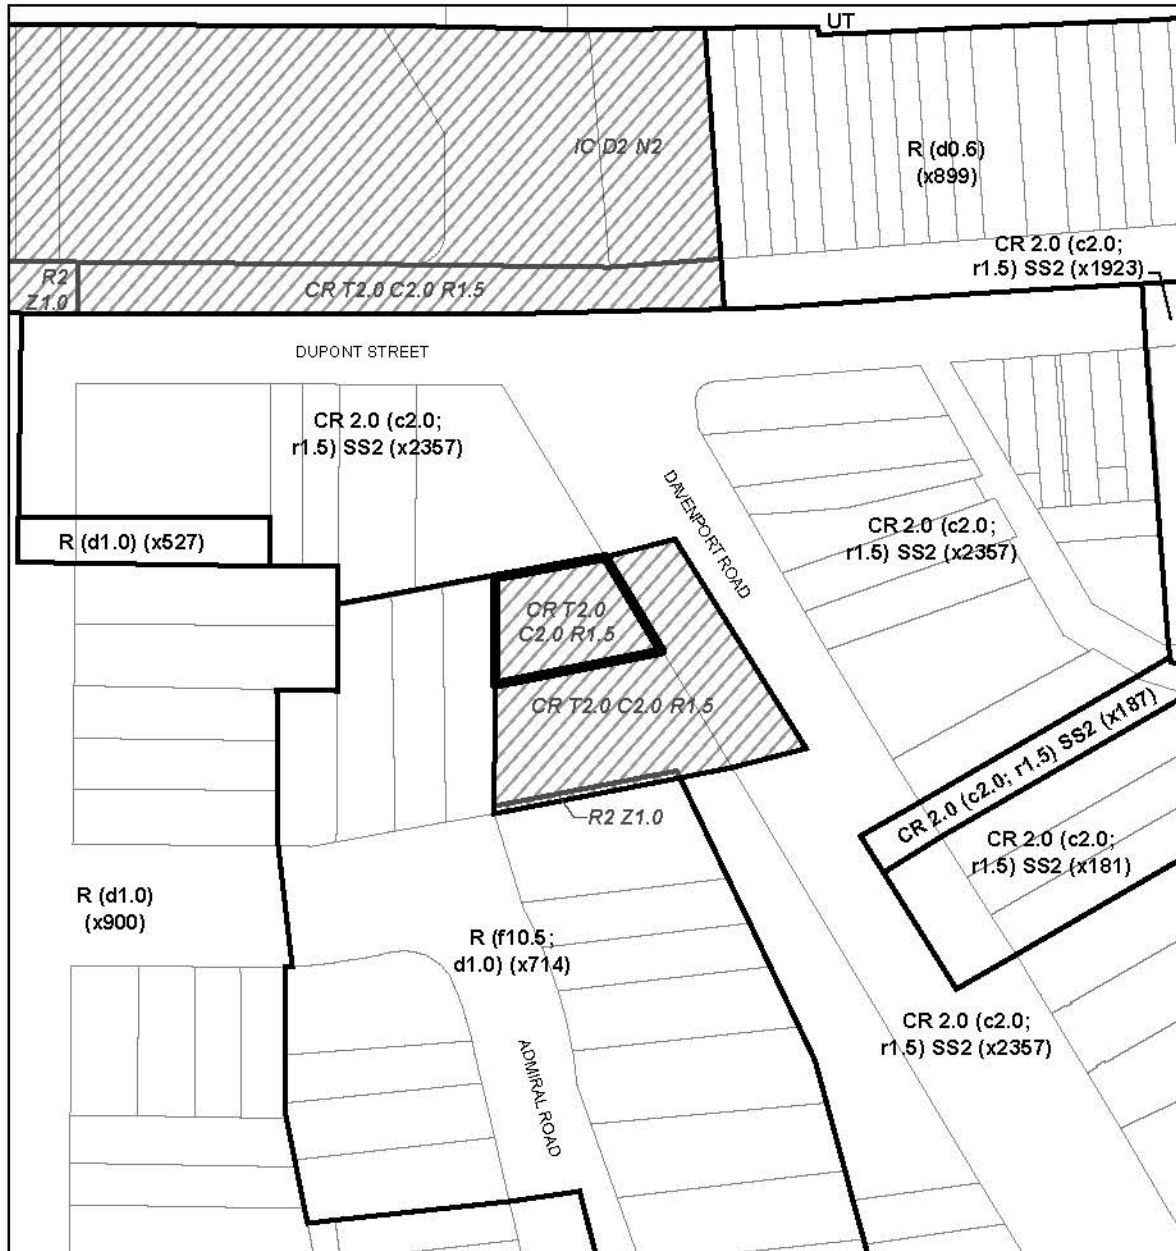 UT
IC D2 N2
R (d0.6)
(x899)
CR 2.0 (c2.0;
r1.5) SS2 (x1923)
R2
Z1.0
CR T2.0 C2.0 R1.5
DUPONT STREET
CR 2.0 (c2.0;
r1.5) SS2 (x2357)
DAVENPORT ROAD
R (d1.0) (x527)
CR 2.0 (c2.0;
r1.5) SS2 (x2357)
CR T2.0
C2.0 R1.5
CR T2.0 C2.0 R1.5
R2 Z1.0
CR 2.0 (c2.0; r1.5) SS2 (x187)
CR 2.0 (c2.0;
r1.5) SS2 (x181)
R (d1.0)
(x900)
R (f10.5;
d1.0) (x714)
CR 2.0 (c2.0;
r1.5) SS2 (x2357)
ADMIRAL ROAD